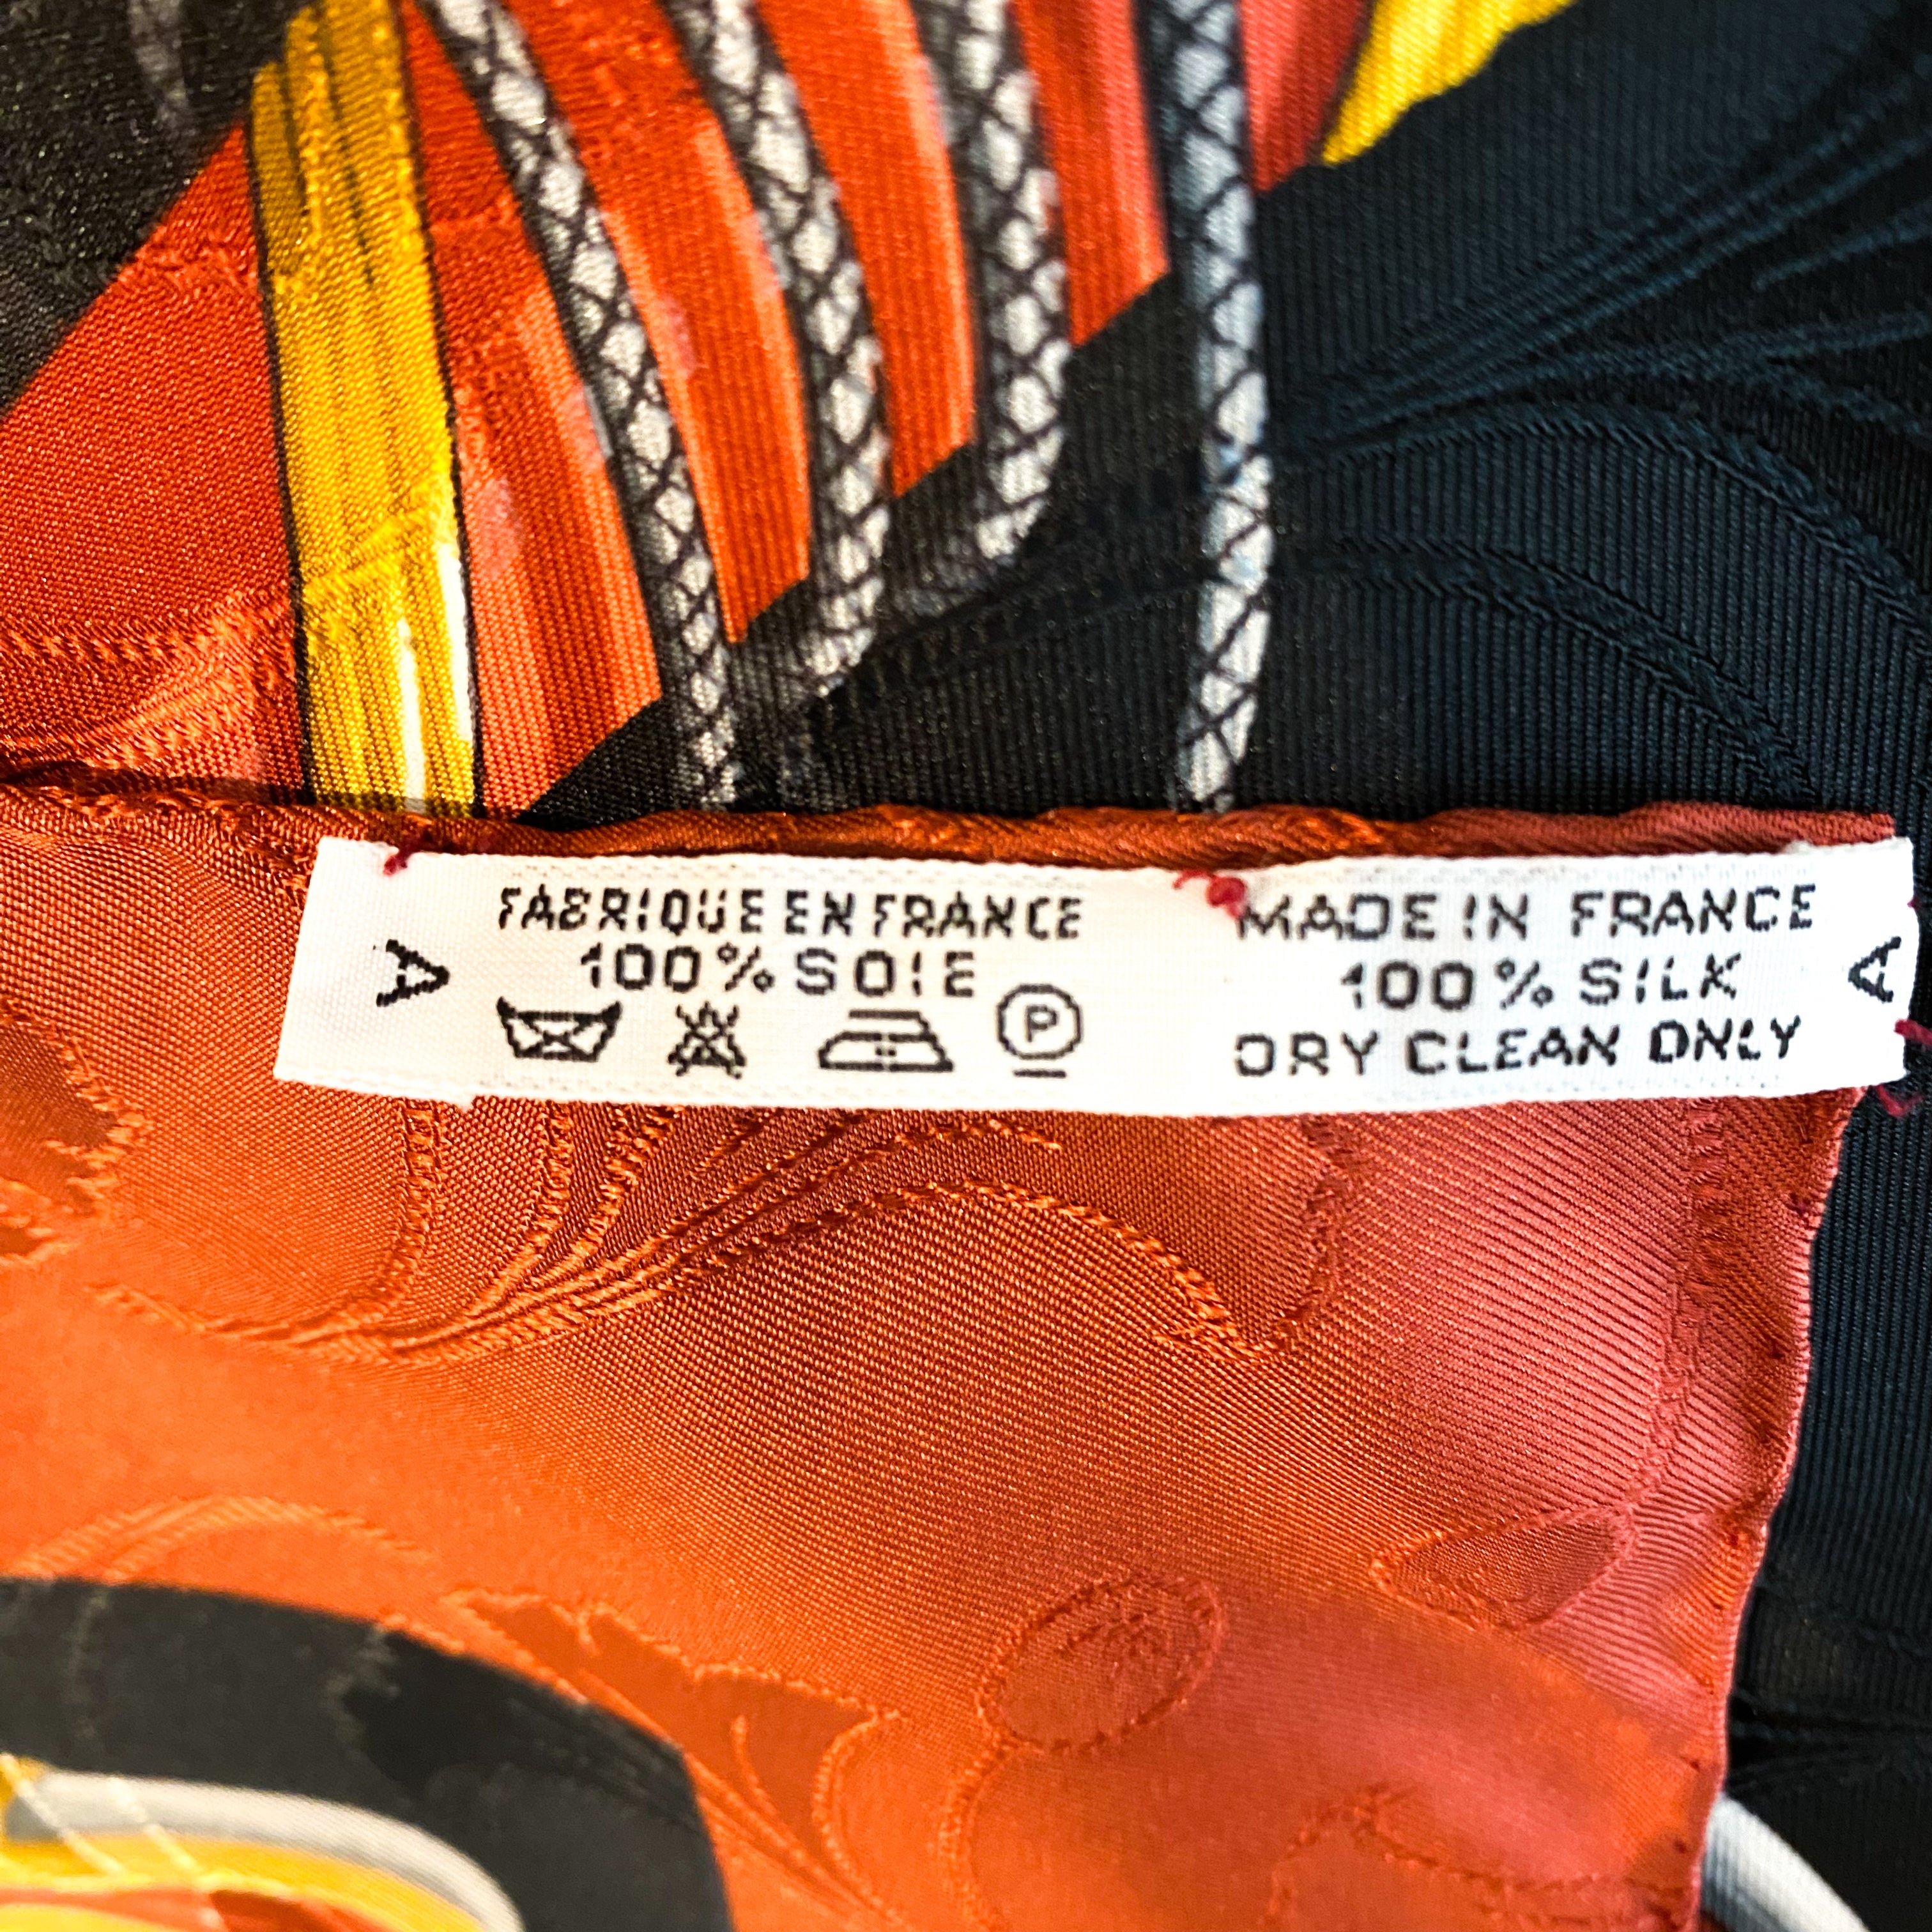 A
FABRIQUE EN FRANCE
100% SOIE
P
MADE IN FRANCE
100% SILK
DRY CLEAN ONLY
A